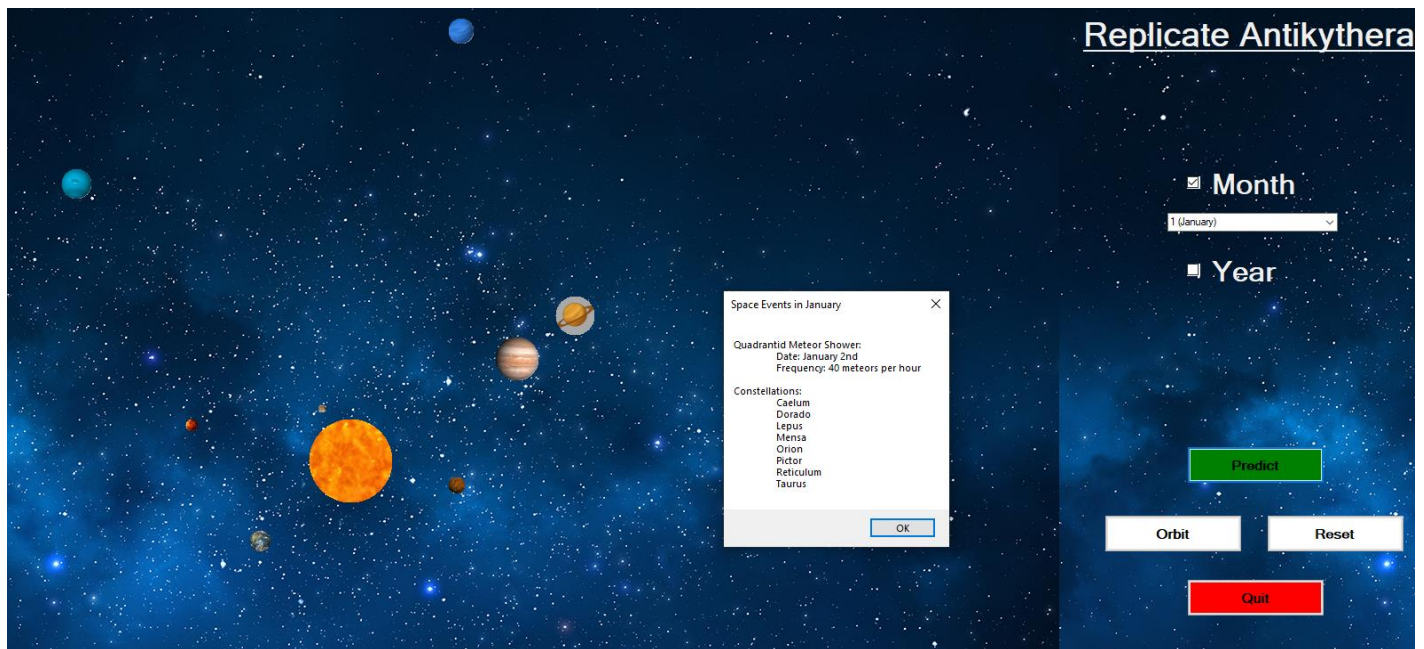 Replicate Antikythera
Month
1 (January)
Year
Space Events in January
Quadrantid Meteor Shower:
Date: January 2nd
Frequency: 40 meteors per hour
Constellations:
Caelum
Dorado
Lepus
Mensa
Orion
Pictor
Reticulum
Taurus
OK
Predict
Orbit
Reset
Quit